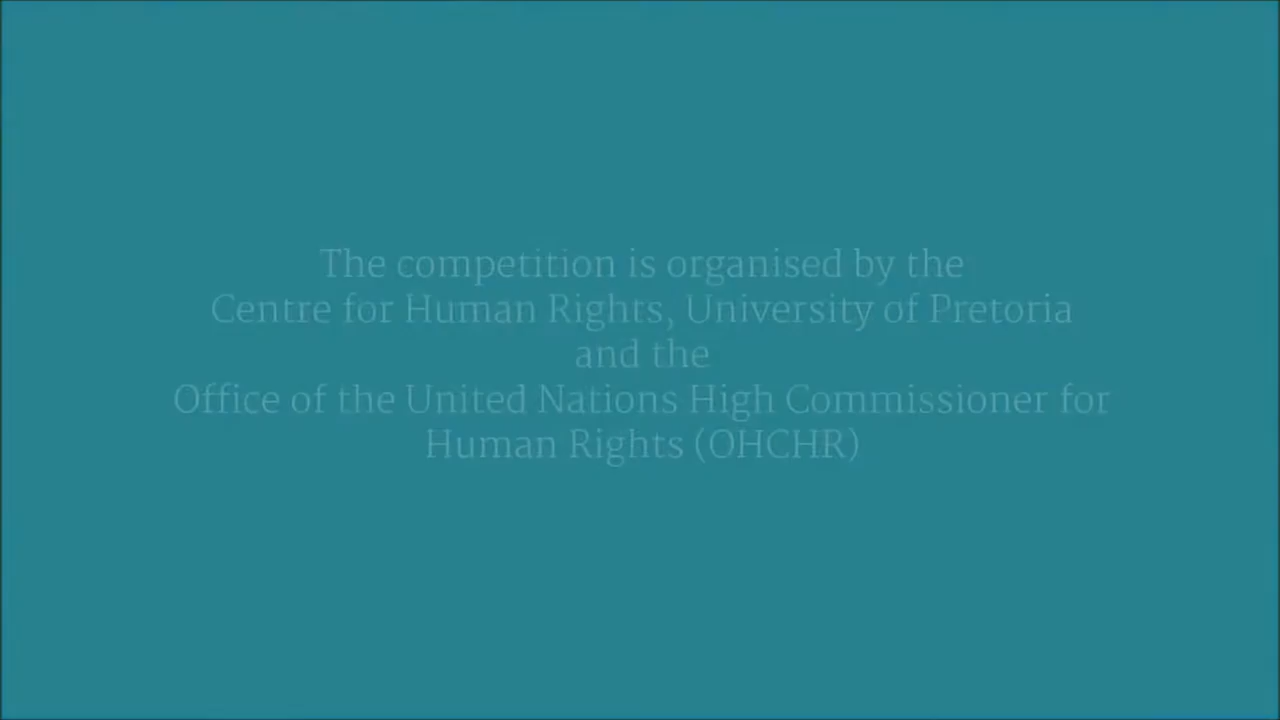 The competition is organised by the
Centre for Human Rights, University of Pretoria
and the
Office of the United Nations High Commissioner for
Human Rights (OHCHR)